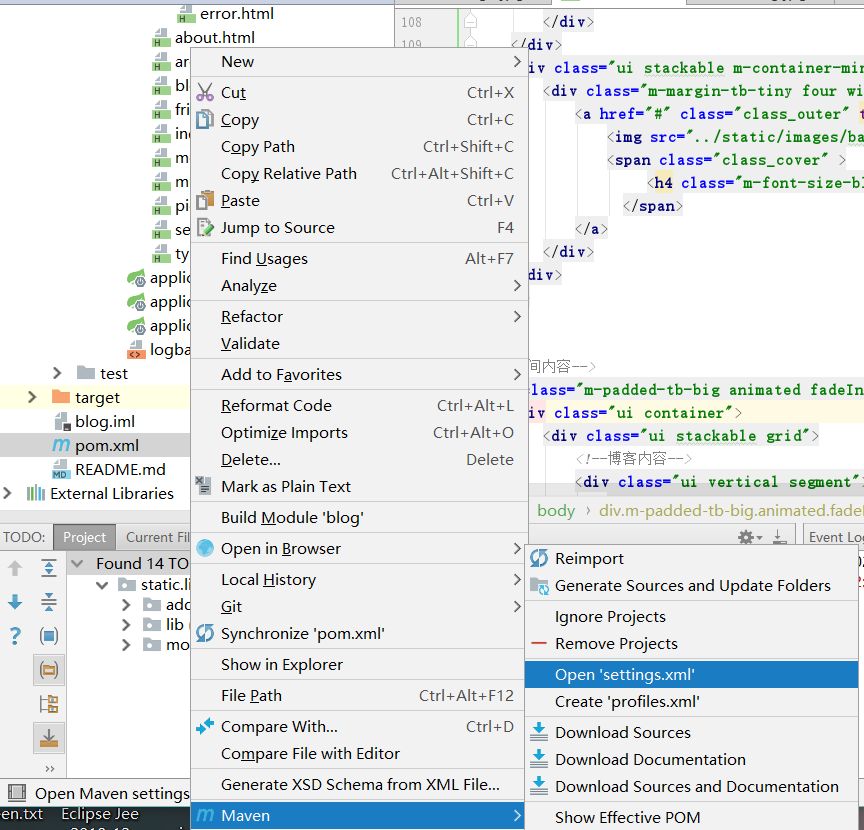 error.html
about.html
ar
bl
fri
in
m
m
pi
se
ty
applic
applic
applic
logba
test
target
blog.iml
pom.xml
README.md
External Libraries
TODO:
Project
Current Fil
Found 14 TO
static.li
add
lib
mo
Open Maven settings
en.txt
Eclipse Jee
New
Cut Ctrl+X
Copy Ctrl+C
Copy Path Ctrl+Shift+C
Copy Relative Path Ctrl+Alt+Shift+C
Paste Ctrl+V
Jump to Source F4
Find Usages Alt+F7
Analyze
Refactor
Validate
Add to Favorites
Reformat Code Ctrl+Alt+L
Optimize Imports Ctrl+Alt+O
Delete... Delete
Mark as Plain Text
Build Module 'blog'
Open in Browser
Local History
Git
Synchronize 'pom.xml'
Show in Explorer
File Path Ctrl+Alt+F12
Compare With... Ctrl+D
Compare File with Editor
Generate XSD Schema from XML File...
Maven
108 </div>
109 </div>
iv class="ui stackable m-container-min
<div class="m-margin-tb-tiny four wi
<a href="#" class="class_outer" t
<img src="../static/images/ba
<span class="class_cover" >
<h4 class="m-font-size-bl
</span>
</a>
</div>
div>
间内容-->
lass="m-padded-tb-big animated fadeIn
iv class="ui container">
<div class="ui stackable grid">
<!--博客内容-->
<div class="ui vertical segment"
body › div.m-padded-tb-big.animated.fadeI
Event Lo
Reimport
Generate Sources and Update Folders
Ignore Projects
Remove Projects
Open 'settings.xml'
Create 'profiles.xml'
Download Sources
Download Documentation
Download Sources and Documentation
Show Effective POM